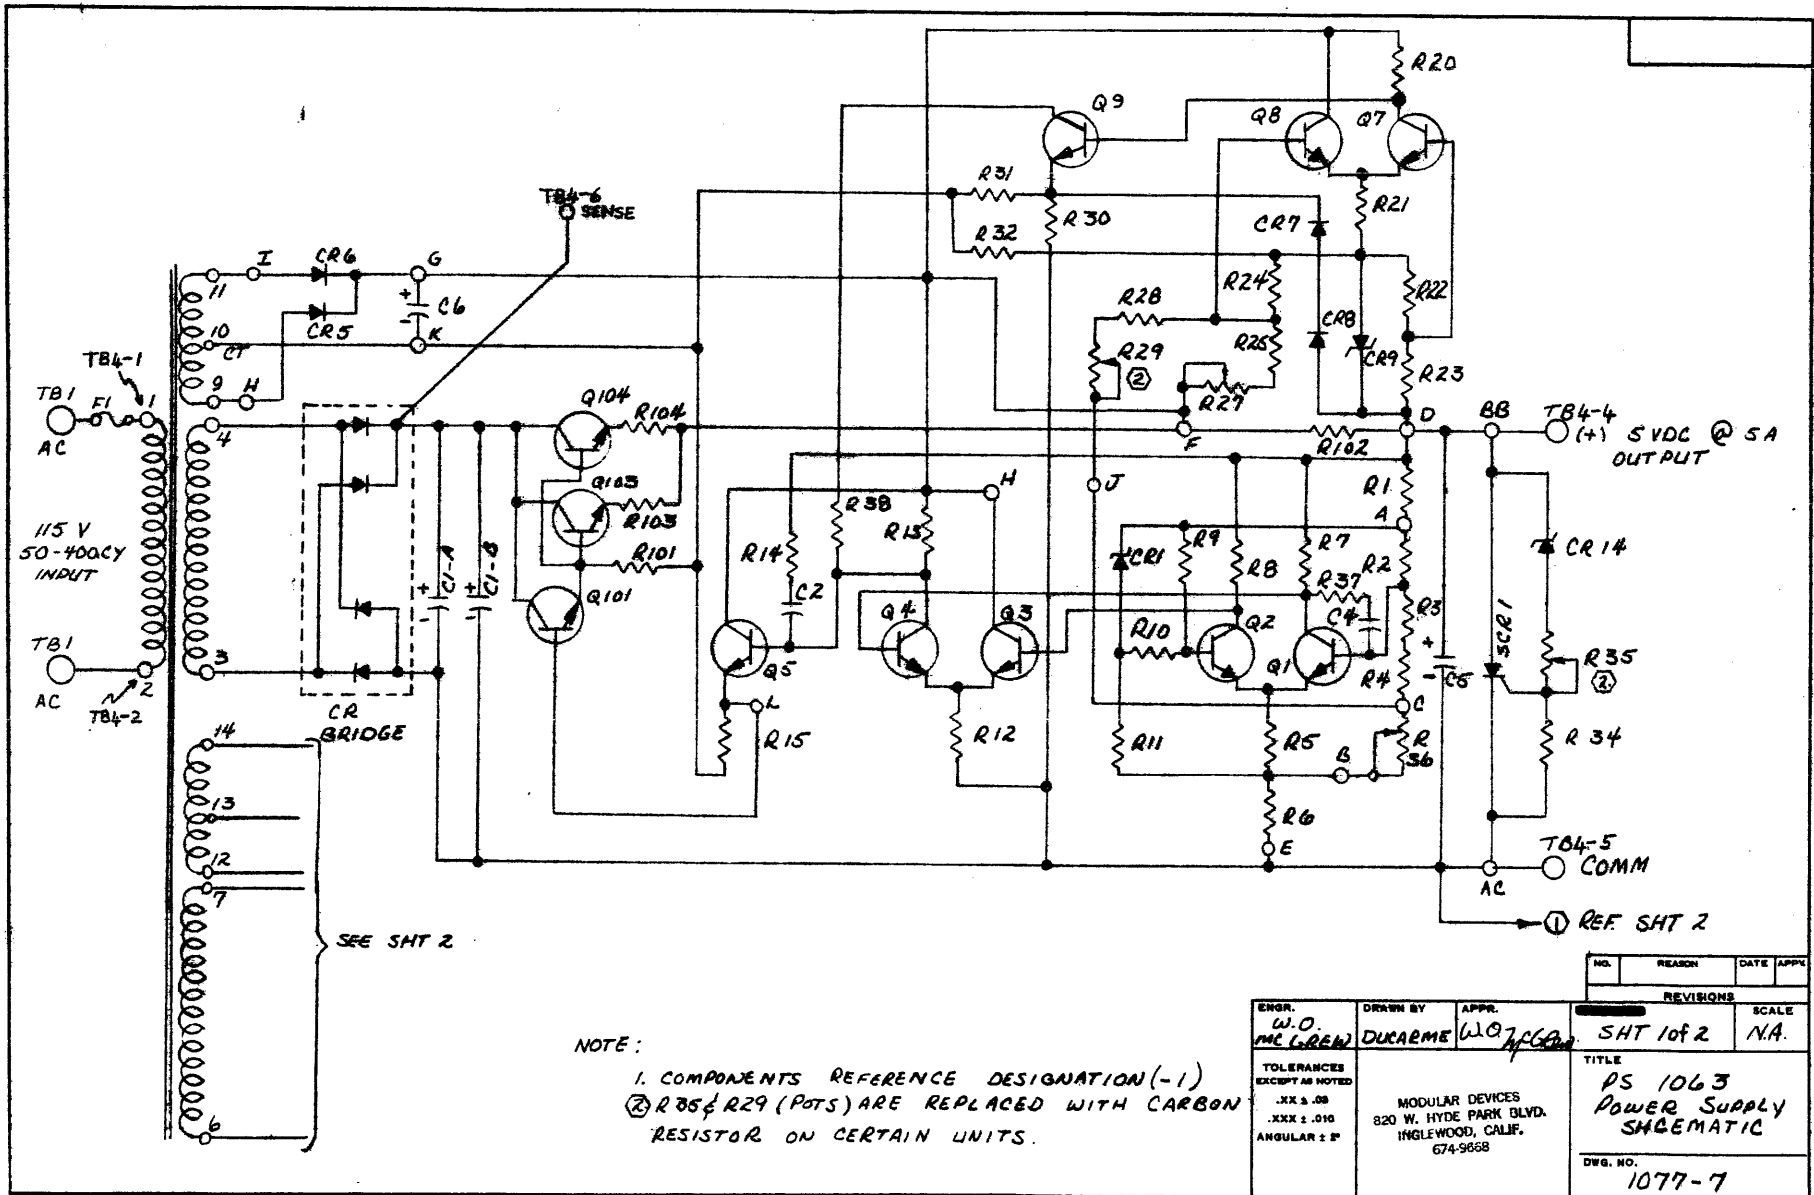 R20
Q9
Q8
Q7
R31
TB4-6
SENSE
R30
R21
CR7
R32
I
CR6
G
11
C6
R24
R22
R28
CR5
K
10
CT
CR8
R25
R29
2
CR9
TB4-1
R23
9
H
TB1
F1
1
Q104
R104
R27
4
D
BB
TB4-4
(+) 5 VDC @ 5A
OUTPUT
AC
F
R102
Q103
H
J
R1
R38
R103
A
115 V
50-400CY
INPUT
R13
R9
R101
R14
CR1
R8
R7
R2
CR14
C1-A
C1-B
R37
Q101
C2
Q4
Q3
C4
R3
TB1
R10
Q2
SCR1
Q5
Q1
R4
C5
R35
2
3
AC
2
TB4-2
L
C
CR
BRIDGE
14
R15
R12
R11
R5
B
R
36
R 34
13
R6
12
E
TB4-5
COMM
7
AC
1 REF. SHT 2
SEE SHT 2
6
NO. REASON DATE APPV.
REVISIONS
NOTE:
1. COMPONENTS REFERENCE DESIGNATION (-1)
2 R35 & R29 (POTS) ARE REPLACED WITH CARBON
RESISTOR ON CERTAIN UNITS.
ENGR.
W.O.
MC GREW
DRAWN BY
DUCARME
APPR.
W.O. McGrew
SHT 1 of 2
SCALE
N.A.
TOLERANCES
EXCEPT AS NOTED
.XX ± .03
.XXX ± .010
ANGULAR ± 2°
MODULAR DEVICES
820 W. HYDE PARK BLVD.
INGLEWOOD, CALIF.
674-9668
TITLE
PS 1063
POWER SUPPLY
SHCEMATIC
DWG. NO.
1077-7